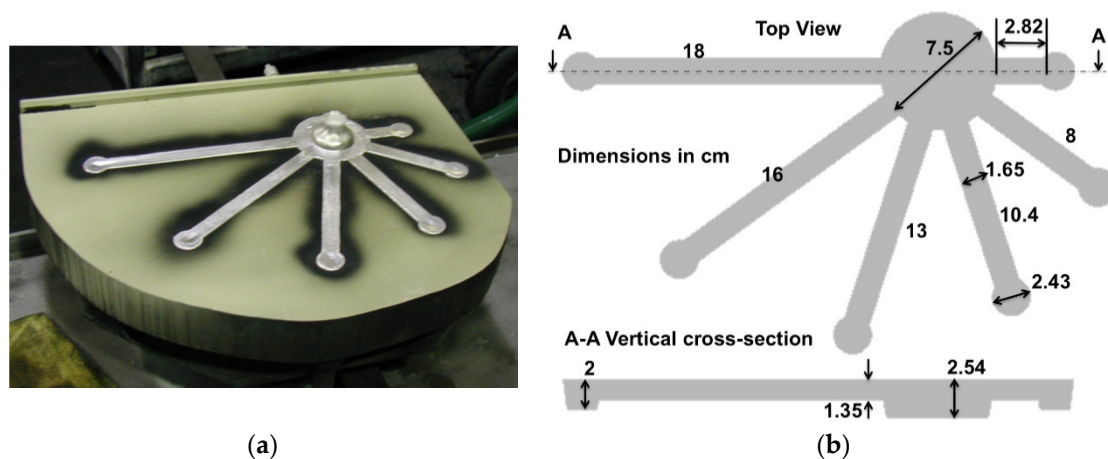 A
Top View
A
2.82
18
7.5
Dimensions in cm
8
16
1.65
10.4
13
2.43
A-A Vertical cross-section
2
2.54
1.35
(a)
(b)